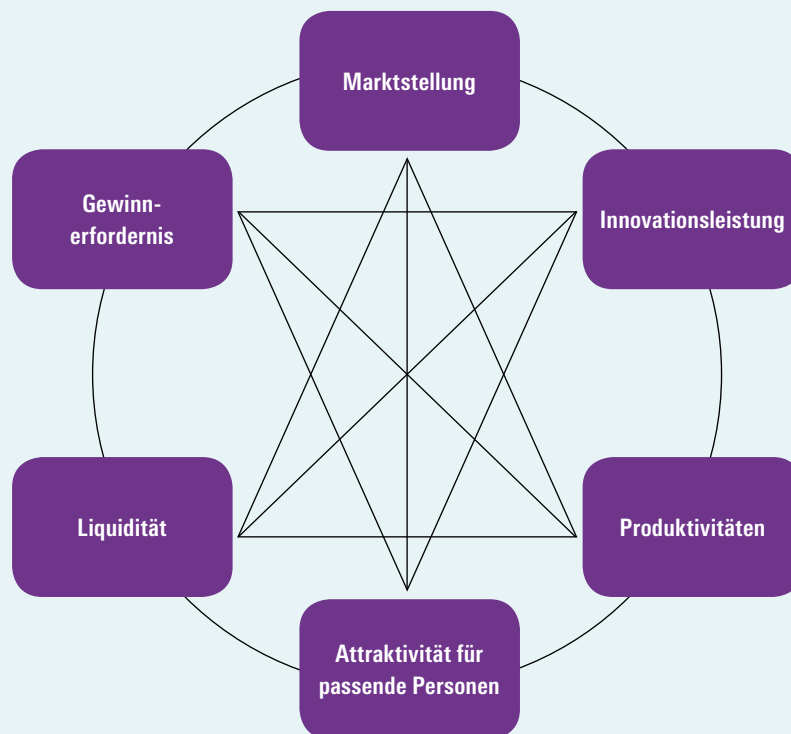 Marktstellung
Gewinn-
erfordernis
Innovationsleistung
Liquidität
Produktivitäten
Attraktivität für
passende Personen